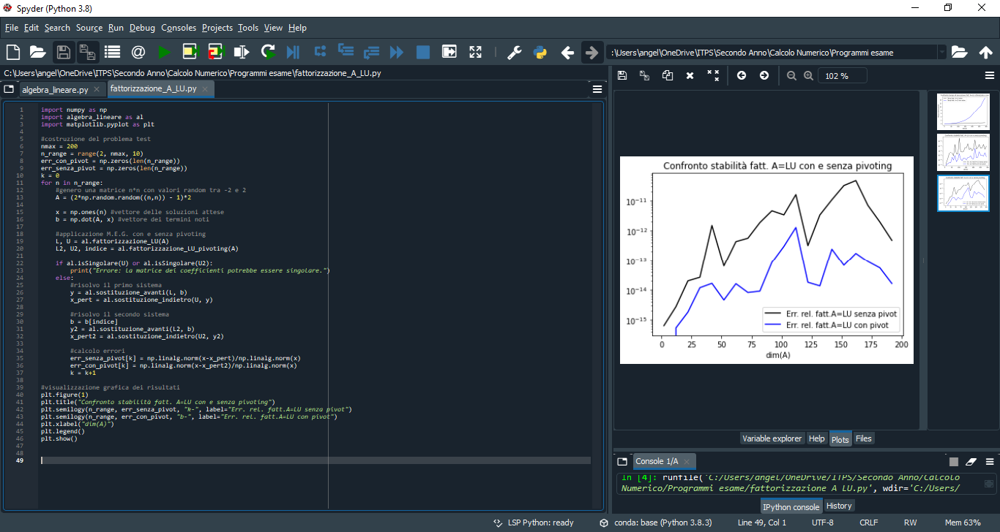 Spyder (Python 3.8)
File Edit Search Source Run Debug Consoles Projects Tools View Help
:\Users\angel\OneDrive\ITPS\Secondo Anno\Calcolo Numerico\Programmi esame
C:\Users\angel\OneDrive\ITPS\Secondo Anno\Calcolo Numerico\Programmi esame\fattorizzazione_A_LU.py
algebra_lineare.py fattorizzazione_A_LU.py
1 import numpy as np
2 import algebra_lineare as al
3 import matplotlib.pyplot as plt
4
5 #costruzione del problema test
6 nmax = 200
7 n_range = range(2, nmax, 10)
8 err_con_pivot = np.zeros(len(n_range))
9 err_senza_pivot = np.zeros(len(n_range))
10 k = 0
11 for n in n_range:
12 #genero una matrice n*n con valori random tra -2 e 2
13 A = (2*np.random.random((n,n)) - 1)*2
14
15 x = np.ones(n) #vettore delle soluzioni attese
16 b = np.dot(A, x) #vettore dei termini noti
17
18 #applicazione M.E.G. con e senza pivoting
19 L, U = al.fattorizzazione_LU(A)
20 L2, U2, indice = al.fattorizzazione_LU_pivoting(A)
21
22 if al.isSingolare(U) or al.isSingolare(U2):
23 print("Errore: la matrice dei coefficienti potrebbe essere singolare.")
24 else:
25 #risolvo il primo sistema
26 y = al.sostituzione_avanti(L, b)
27 x_pert = al.sostituzione_indietro(U, y)
28
29 #risolvo il secondo sistema
30 b = b[indice]
31 y2 = al.sostituzione_avanti(L2, b)
32 x_pert2 = al.sostituzione_indietro(U2, y2)
33
34 #calcolo errori
35 err_senza_pivot[k] = np.linalg.norm(x-x_pert)/np.linalg.norm(x)
36 err_con_pivot[k] = np.linalg.norm(x-x_pert2)/np.linalg.norm(x)
37 k = k+1
38
39 #visualizzazione grafica dei risultati
40 plt.figure(1)
41 plt.title("Confronto stabilità fatt. A=LU con e senza pivoting")
42 plt.semilogy(n_range, err_senza_pivot, "k-", label="Err. rel. fatt.A=LU senza pivot")
43 plt.semilogy(n_range, err_con_pivot, "b-", label="Err. rel. fatt.A=LU con pivot")
44 plt.xlabel("dim(A)")
45 plt.legend()
46 plt.show()
47
48
49
102 %
Confronto stabilità fatt. A=LU con e senza pivoting
10⁻¹¹
10⁻¹²
10⁻¹³
10⁻¹⁴
10⁻¹⁵
Err. rel. fatt.A=LU senza pivot
Err. rel. fatt.A=LU con pivot
0 25 50 75 100 125 150 175 200
dim(A)
Variable explorer Help Plots Files
Console 1/A
In [4]: runfile('C:/Users/angel/OneDrive/ITPS/Secondo Anno/Calcolo
Numerico/Programmi esame/fattorizzazione_A_LU.py', wdir='C:/Users/
IPython console History
LSP Python: ready conda: base (Python 3.8.3) Line 49, Col 1 UTF-8 CRLF RW Mem 63%